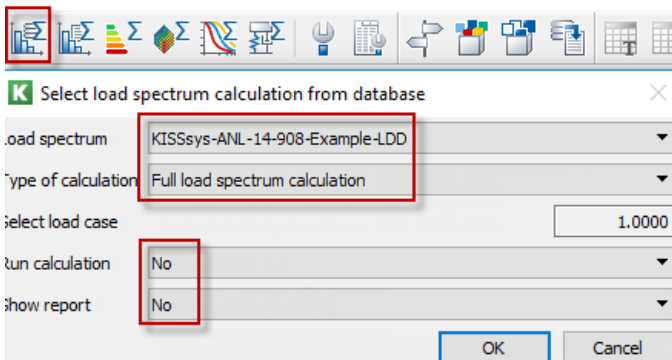 Select load spectrum calculation from database
Load spectrum KISSsys-ANL-14-908-Example-LDD
Type of calculation Full load spectrum calculation
Select load case 1.0000
Run calculation No
Show report No
OK Cancel